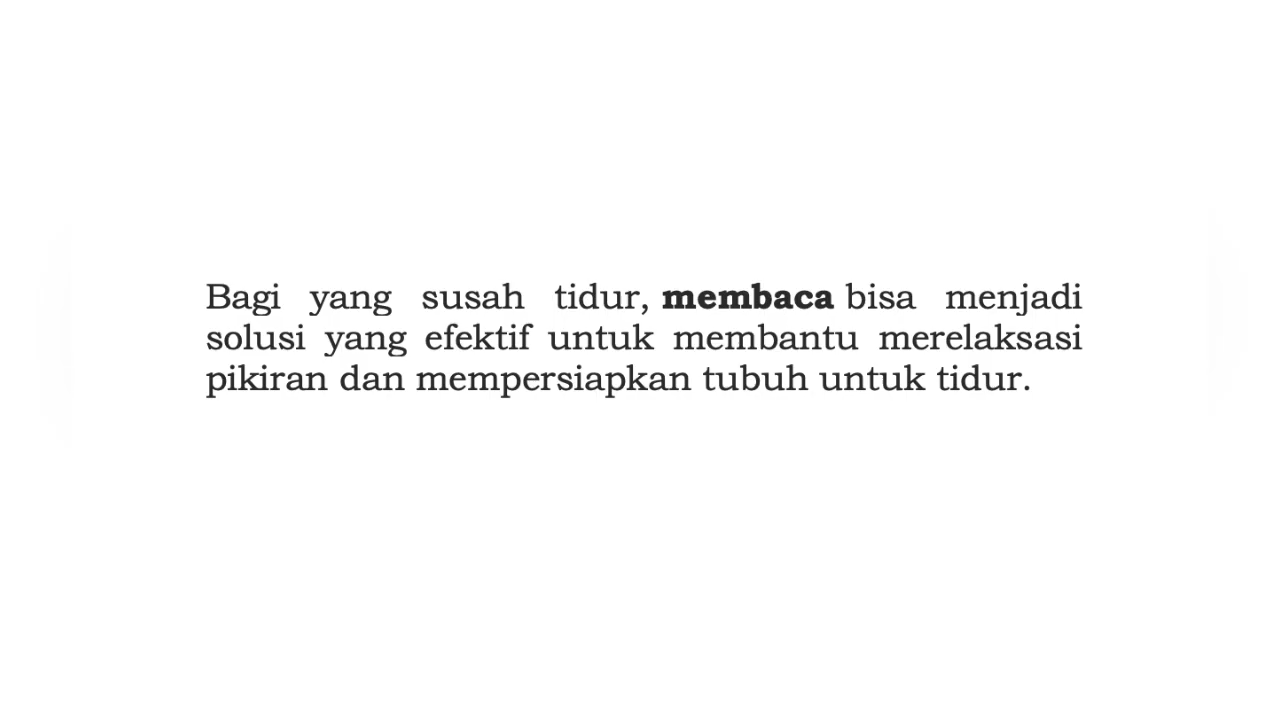 Bagi yang susah tidur, membaca bisa menjadi
solusi yang efektif untuk membantu merelaksasi
pikiran dan mempersiapkan tubuh untuk tidur.